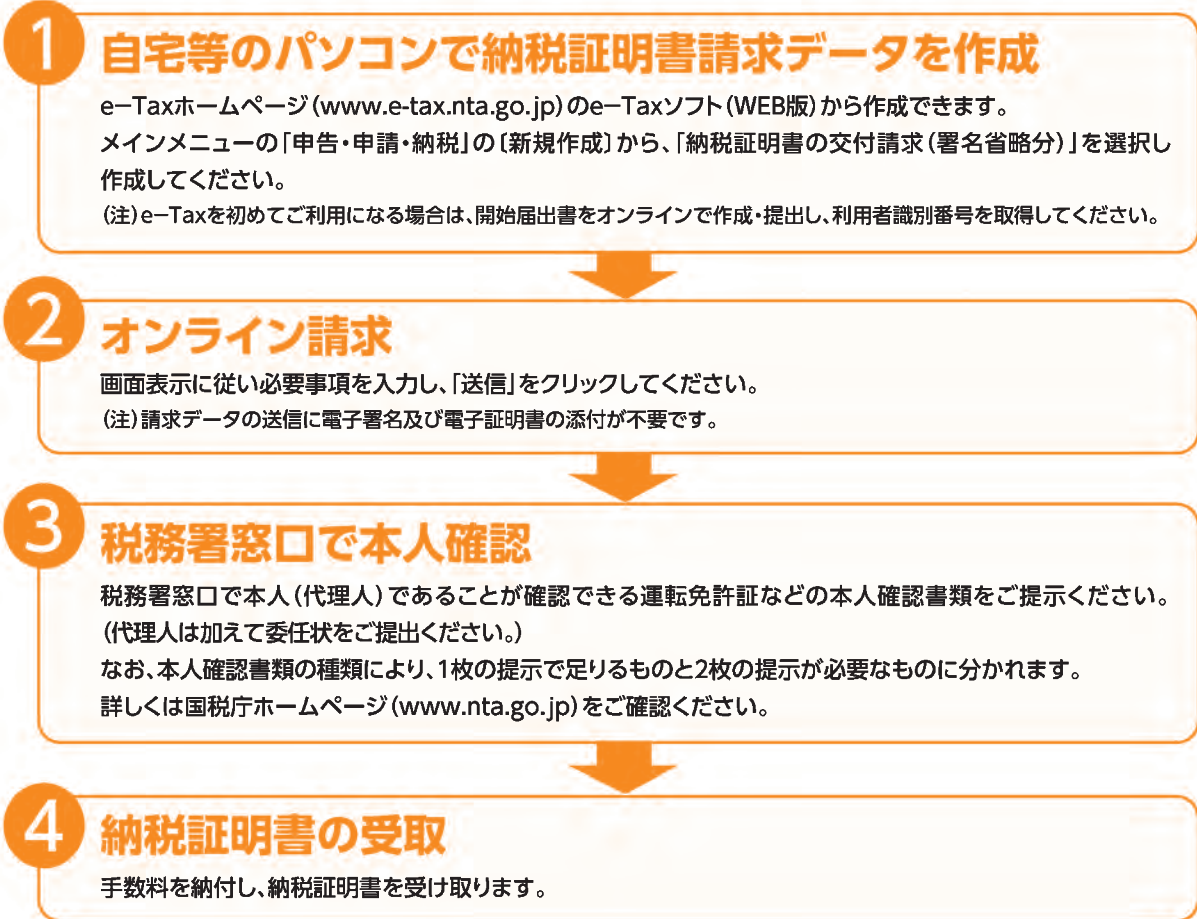 1 自宅等のパソコンで納税証明書請求データを作成
e−Taxホームページ(www.e-tax.nta.go.jp)のe−Taxソフト(WEB版)から作成できます。
メインメニューの「申告・申請・納税」の〔新規作成〕から、「納税証明書の交付請求(署名省略分)」を選択し
作成してください。
(注)e−Taxを初めてご利用になる場合は、開始届出書をオンラインで作成・提出し、利用者識別番号を取得してください。
2 オンライン請求
画面表示に従い必要事項を入力し、「送信」をクリックしてください。
(注)請求データの送信に電子署名及び電子証明書の添付が不要です。
3 税務署窓口で本人確認
税務署窓口で本人(代理人)であることが確認できる運転免許証などの本人確認書類をご提示ください。
(代理人は加えて委任状をご提出ください。)
なお、本人確認書類の種類により、1枚の提示で足りるものと2枚の提示が必要なものに分かれます。
詳しくは国税庁ホームページ(www.nta.go.jp)をご確認ください。
4 納税証明書の受取
手数料を納付し、納税証明書を受け取ります。